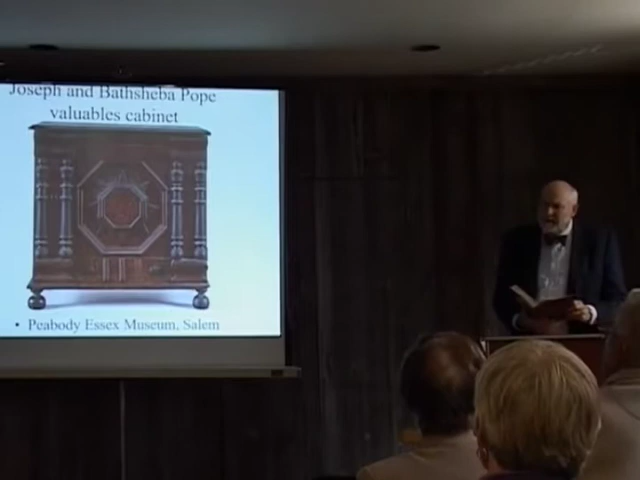 Joseph and Bathsheba Pope
valuables cabinet
• Peabody Essex Museum, Salem